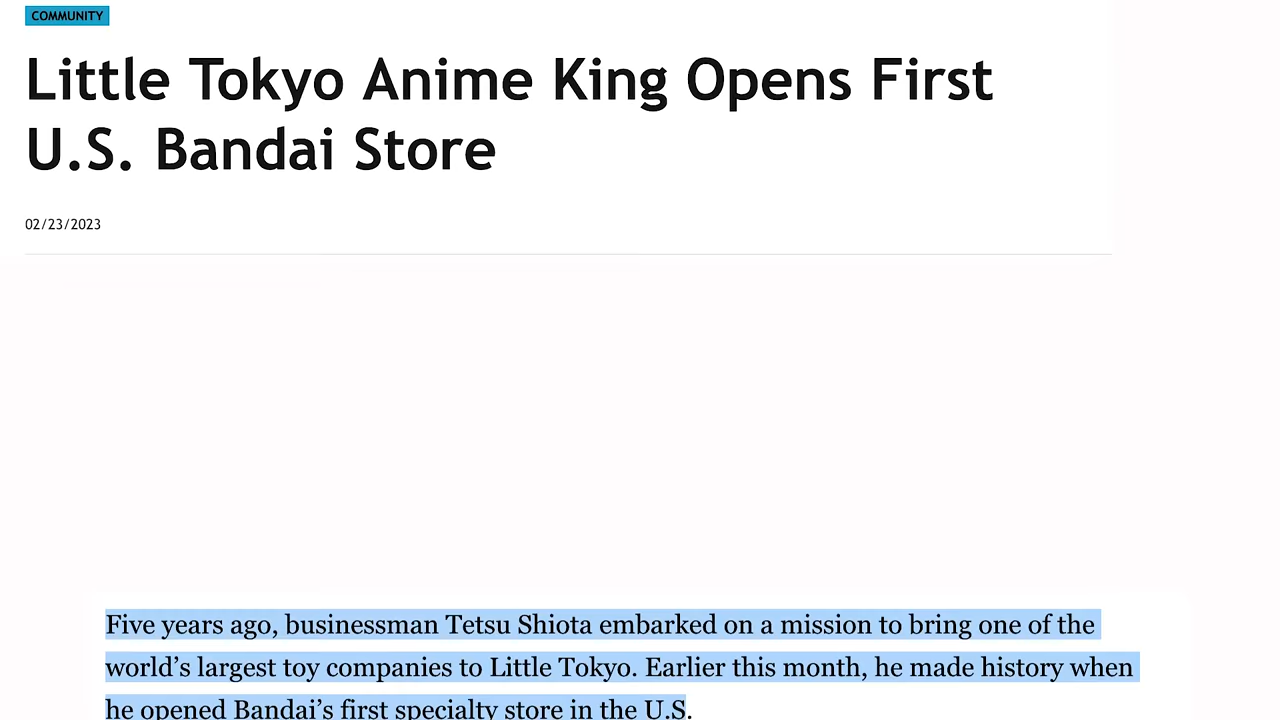 COMMUNITY
Little Tokyo Anime King Opens First
U.S. Bandai Store
02/23/2023
Five years ago, businessman Tetsu Shiota embarked on a mission to bring one of the
world’s largest toy companies to Little Tokyo. Earlier this month, he made history when
he opened Bandai’s first specialty store in the U.S.